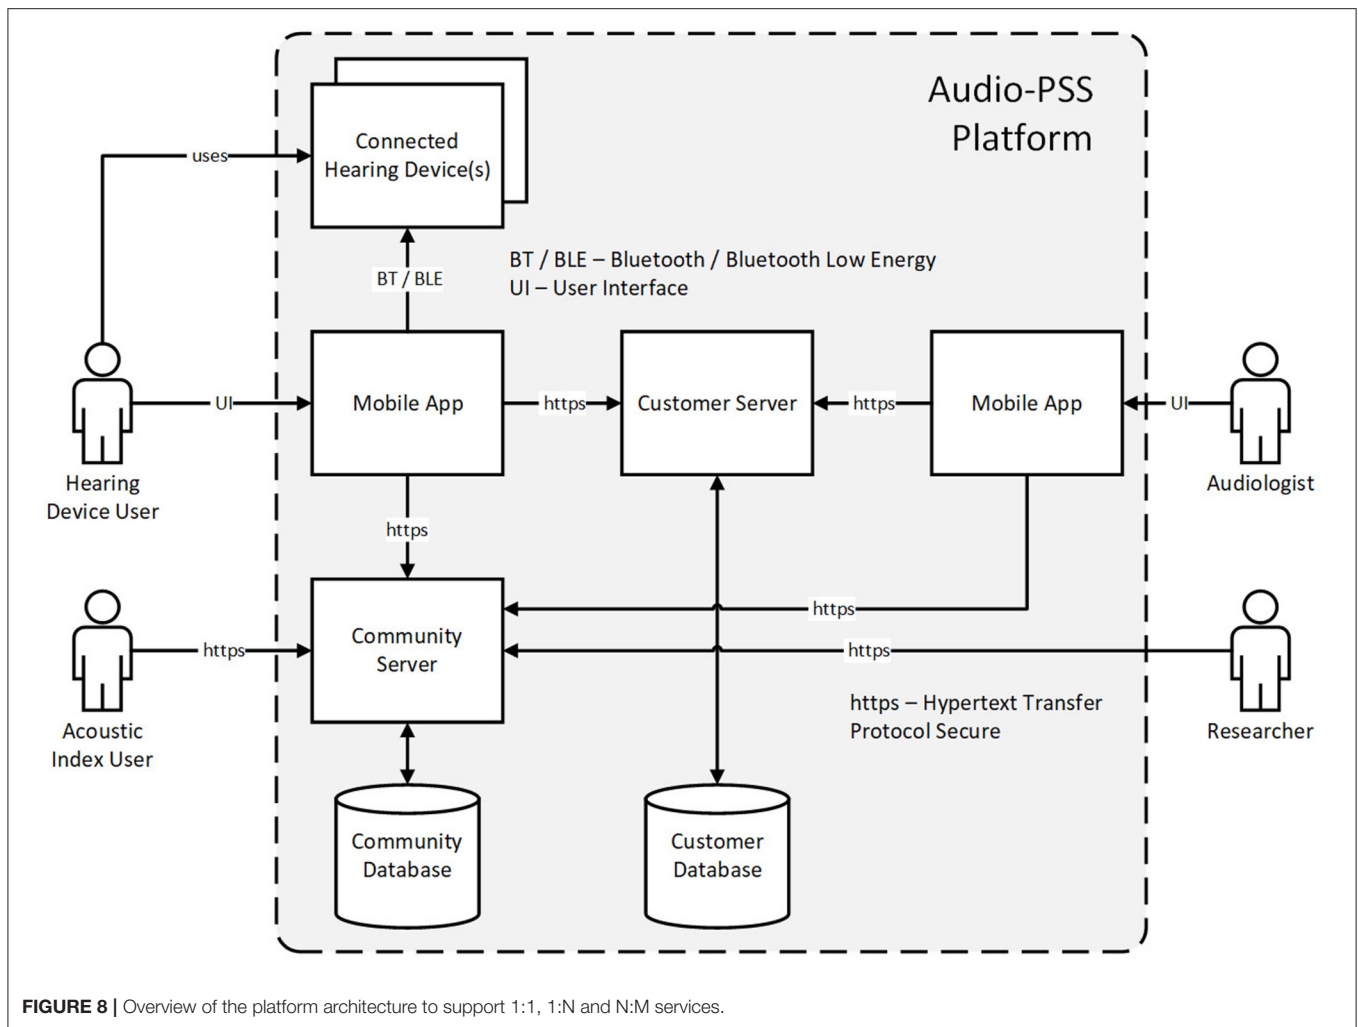 Audio-PSS
Platform
Connected
Hearing Device(s)
uses
BT / BLE
BT / BLE – Bluetooth / Bluetooth Low Energy
UI – User Interface
UI
Mobile App
https
Customer Server
https
Mobile App
UI
Hearing
Device User
Audiologist
https
https
Community
Server
https
https
https – Hypertext Transfer
Protocol Secure
Acoustic
Index User
Researcher
Community
Database
Customer
Database
FIGURE 8 | Overview of the platform architecture to support 1:1, 1:N and N:M services.